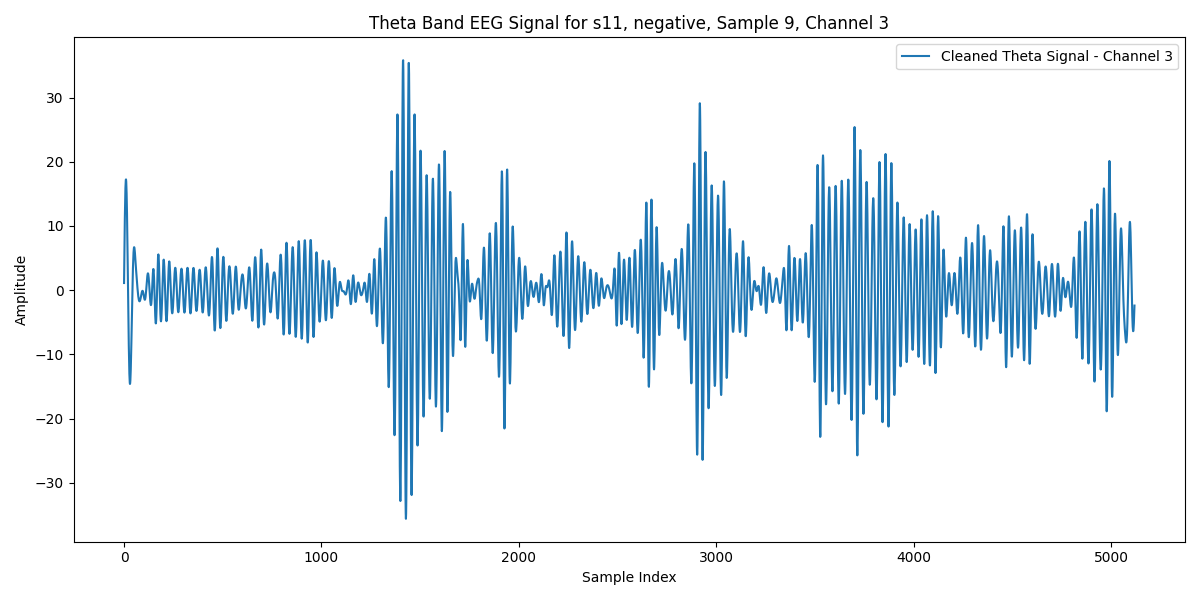 Theta Band EEG Signal for s11, negative, Sample 9, Channel 3
Cleaned Theta Signal - Channel 3
Amplitude
30
20
10
0
−10
−20
−30
0 1000 2000 3000 4000 5000
Sample Index